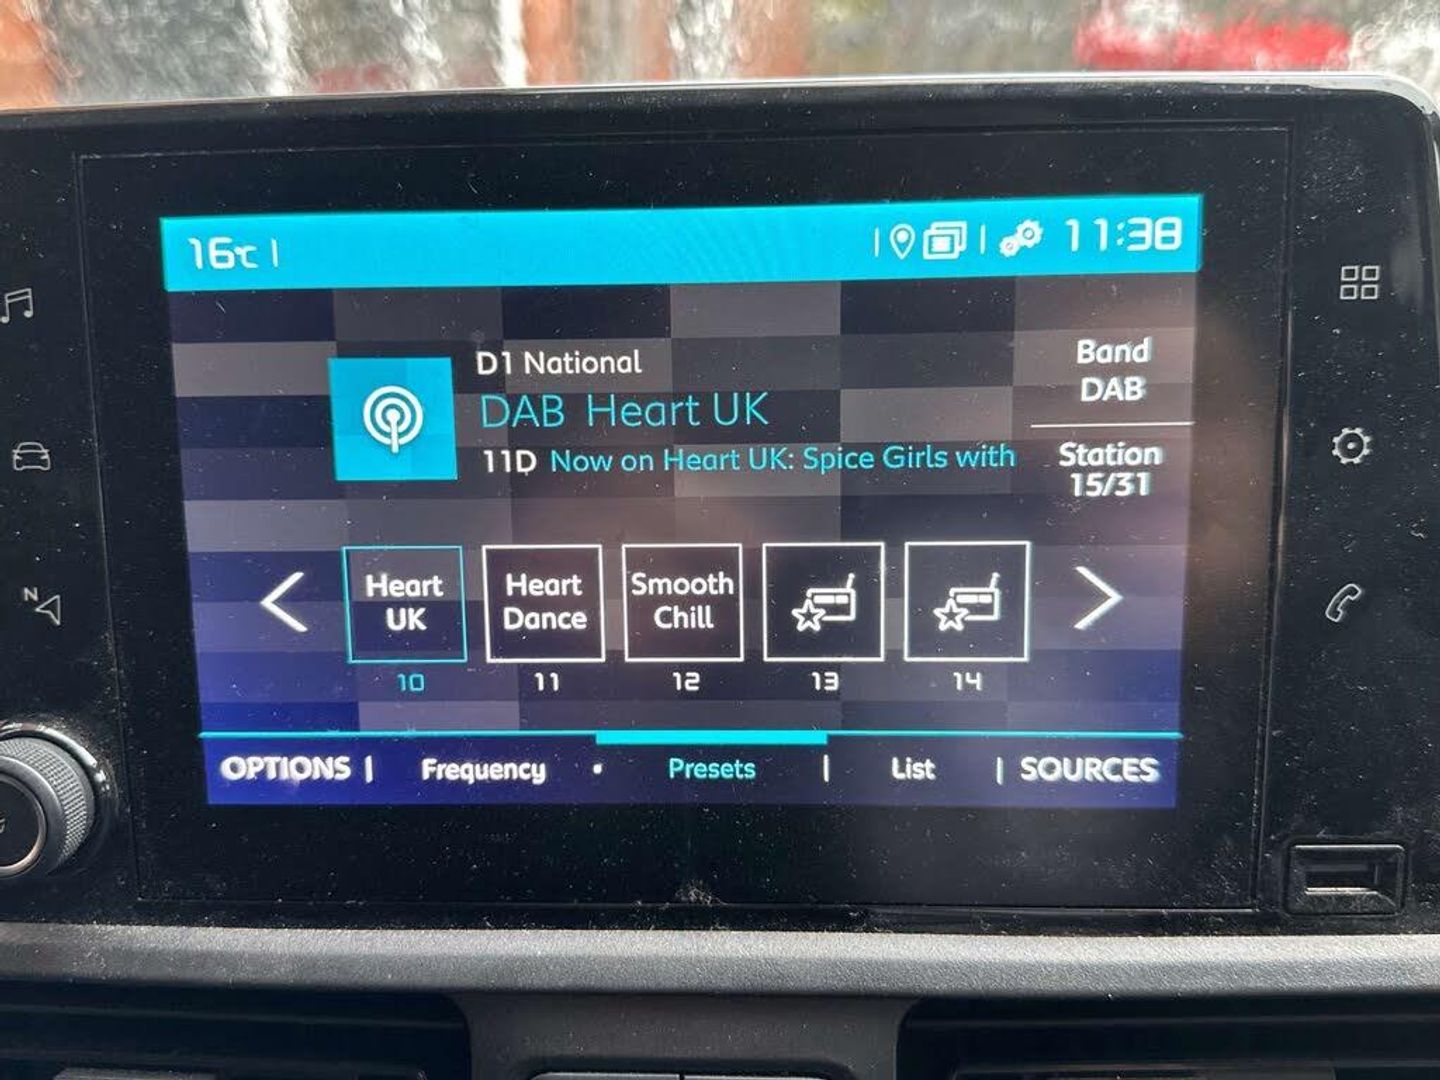 16°C
11:38
D1 National
DAB Heart UK
11D Now on Heart UK: Spice Girls with
Band
DAB
Station
15/31
Heart
UK
Heart
Dance
Smooth
Chill
10
11
12
13
14
OPTIONS
Frequency
Presets
List
SOURCES
N